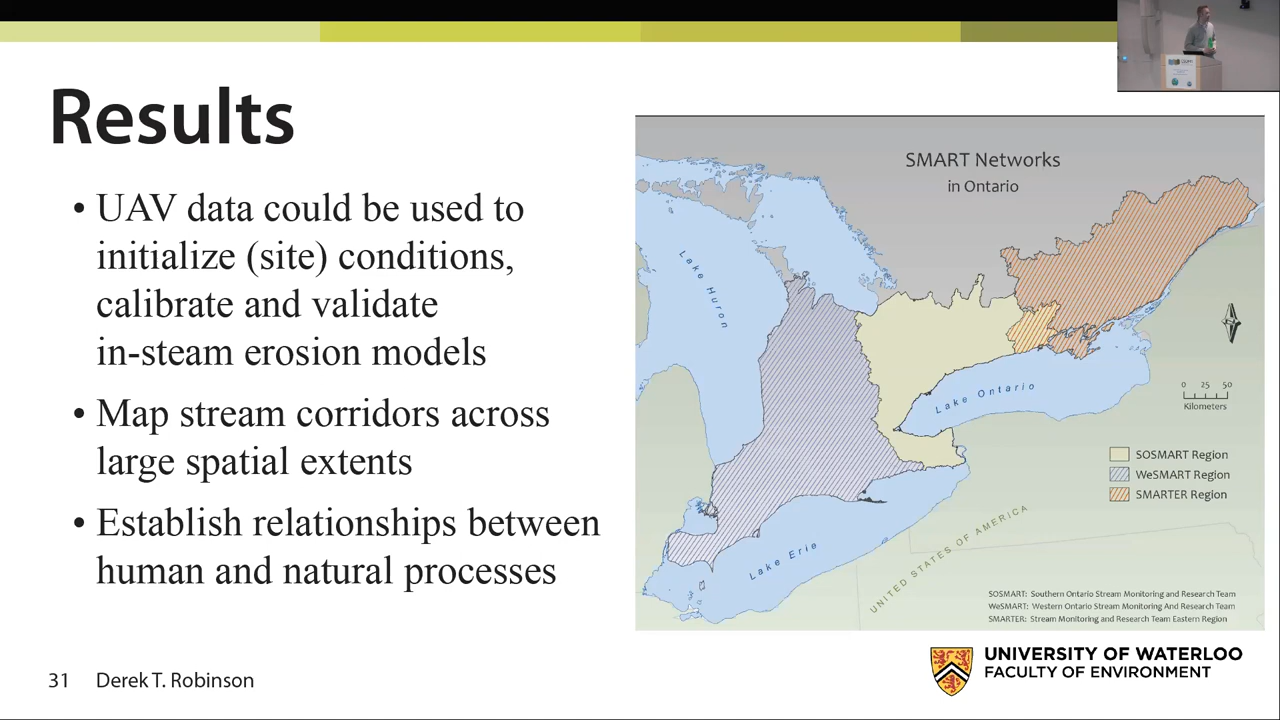 Results
• UAV data could be used to
initialize (site) conditions,
calibrate and validate
in-steam erosion models
• Map stream corridors across
large spatial extents
• Establish relationships between
human and natural processes
SMART Networks
in Ontario
Lake Huron
Lake Ontario
Lake Erie
UNITED STATES OF AMERICA
0 25 50
Kilometers
SOSMART Region
WeSMART Region
SMARTER Region
SOSMART: Southern Ontario Stream Monitoring and Research Team
WeSMART: Western Ontario Stream Monitoring And Research Team
SMARTER: Stream Monitoring and Research Team Eastern Region
31 Derek T. Robinson
UNIVERSITY OF WATERLOO
FACULTY OF ENVIRONMENT